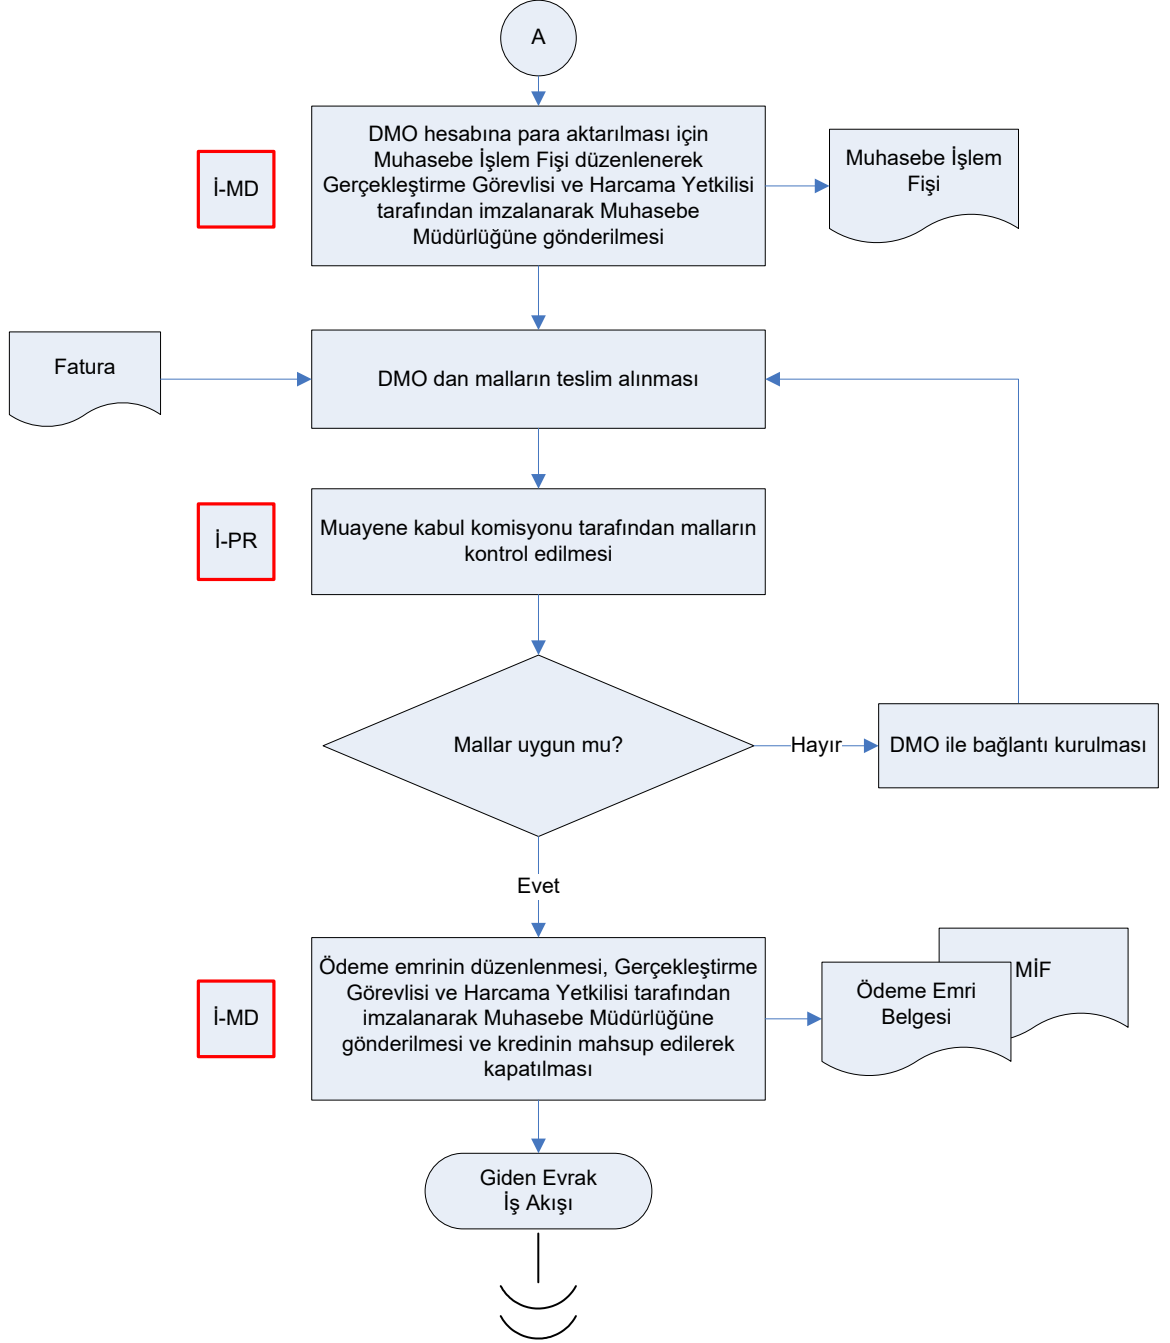 A
DMO hesabına para aktarılması için
Muhasebe İşlem Fişi düzenlenerek
Gerçekleştirme Görevlisi ve Harcama Yetkilisi
tarafından imzalanarak Muhasebe
Müdürlüğüne gönderilmesi
İ-MD
Muhasebe İşlem
Fişi
Fatura
DMO dan malların teslim alınması
İ-PR
Muayene kabul komisyonu tarafından malların
kontrol edilmesi
Mallar uygun mu?
Hayır
DMO ile bağlantı kurulması
Evet
İ-MD
Ödeme emrinin düzenlenmesi, Gerçekleştirme
Görevlisi ve Harcama Yetkilisi tarafından
imzalanarak Muhasebe Müdürlüğüne
gönderilmesi ve kredinin mahsup edilerek
kapatılması
MİF
Ödeme Emri
Belgesi
Giden Evrak
İş Akışı